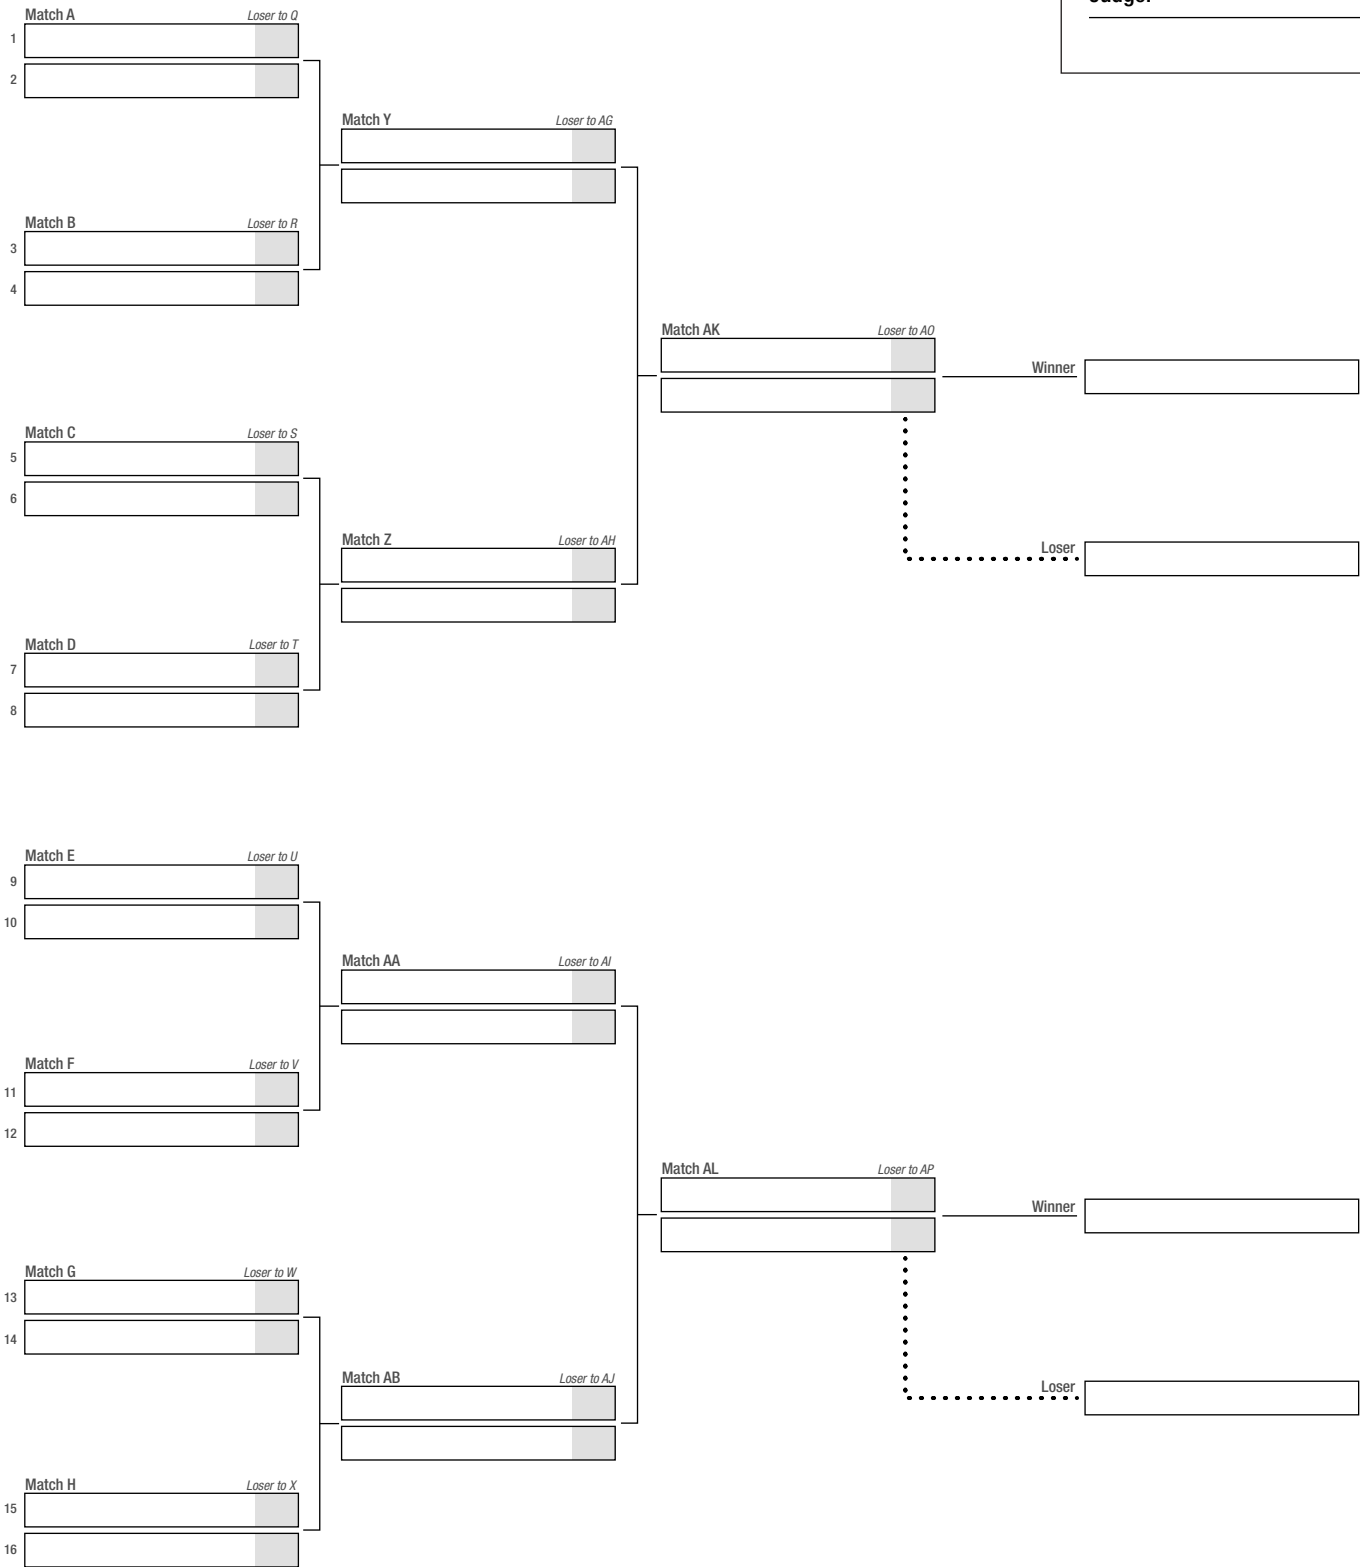 Judge:
Match A Loser to Q
1
2
Match Y Loser to AG
Match B Loser to R
3
4
Match AK Loser to AO
Winner
Match C Loser to S
5
6
Match Z Loser to AH
Loser
Match D Loser to T
7
8
Match E Loser to U
9
10
Match AA Loser to AI
Match F Loser to V
11
12
Match AL Loser to AP
Winner
Match G Loser to W
13
14
Match AB Loser to AJ
Loser
Match H Loser to X
15
16